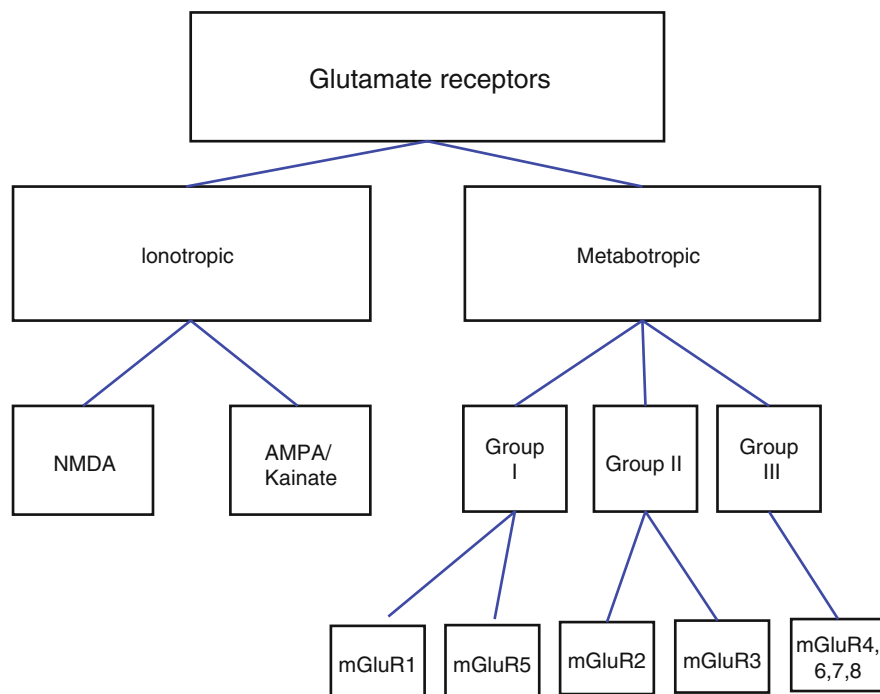 Glutamate receptors
Ionotropic
Metabotropic
NMDA
AMPA/
Kainate
Group
I
Group II
Group
III
mGluR1
mGluR5
mGluR2
mGluR3
mGluR4,
6,7,8